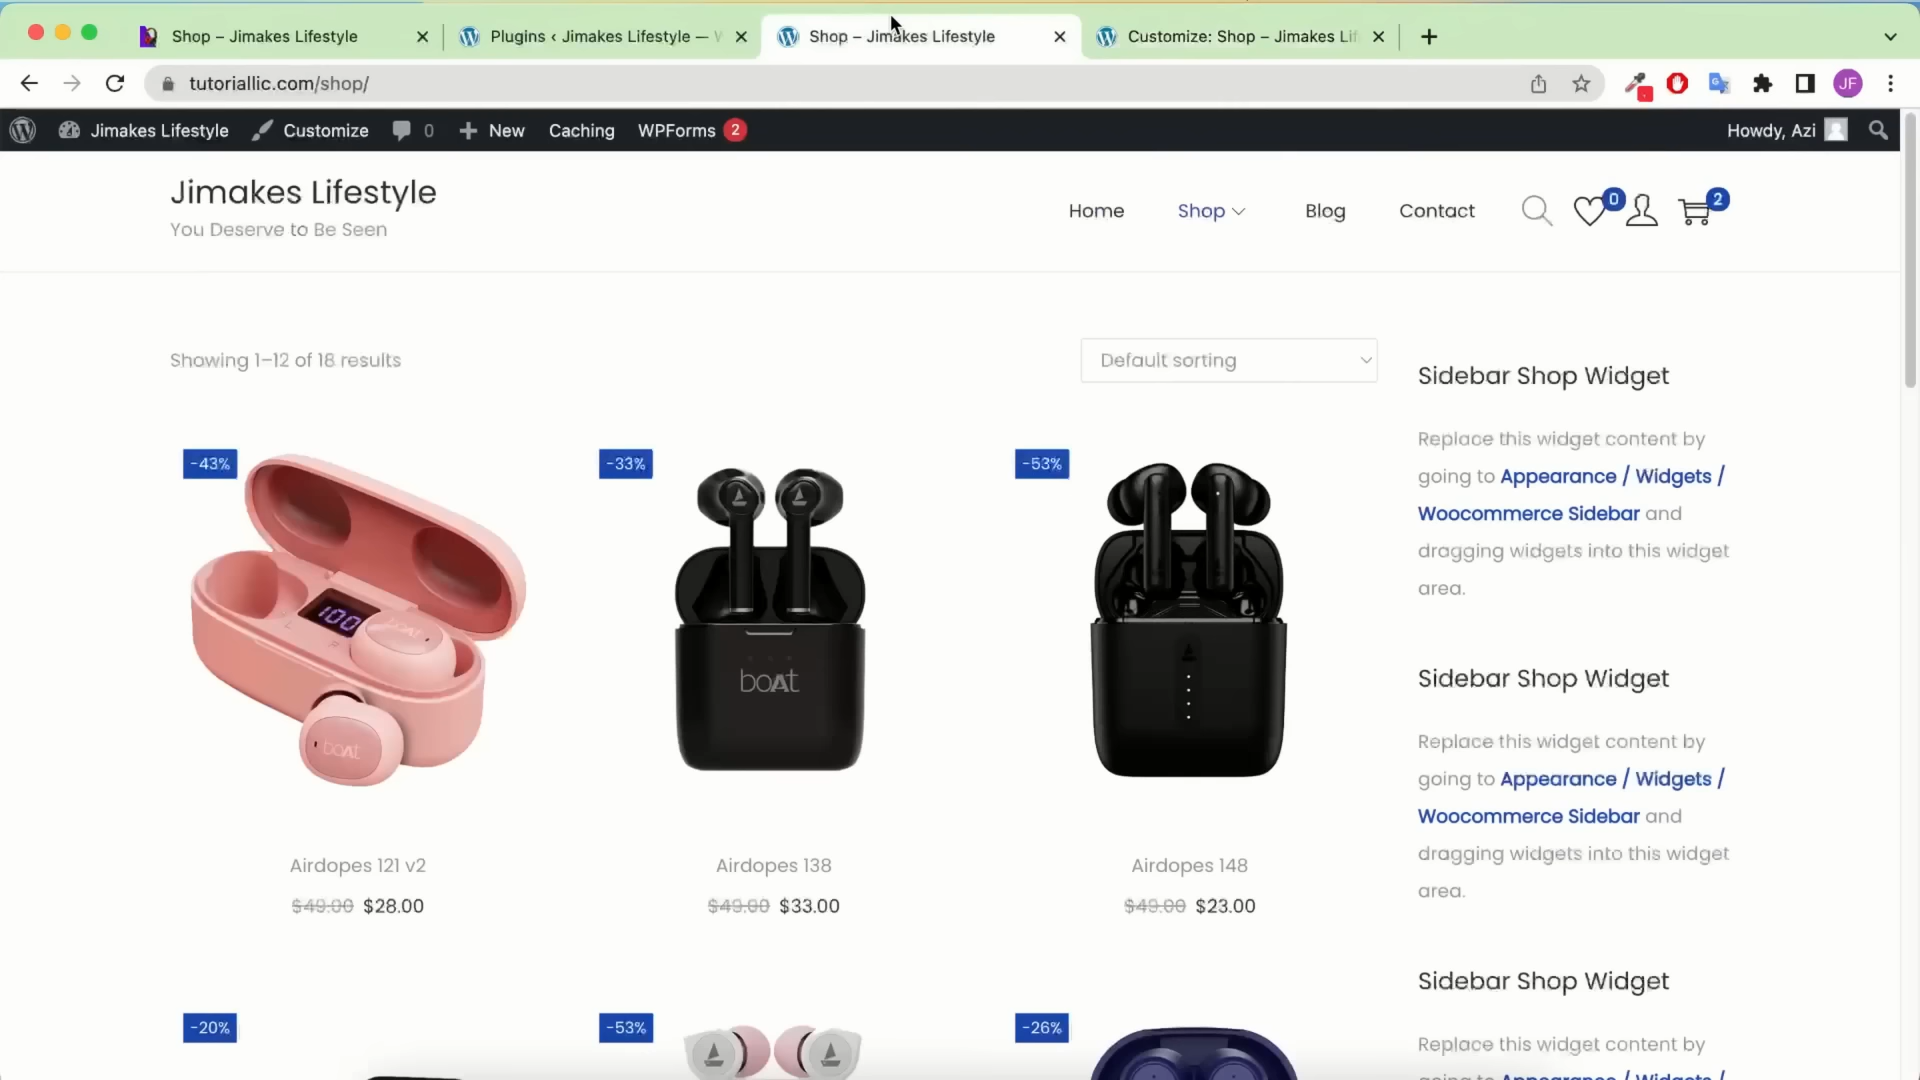 Shop – Jimakes Lifestyle
Plugins ‹ Jimakes Lifestyle —
Shop – Jimakes Lifestyle
Customize: Shop – Jimakes Lif
tutoriallic.com/shop/
JF
Jimakes Lifestyle
Customize
0
New
Caching
WPForms 2
Howdy, Azi
Jimakes Lifestyle
You Deserve to Be Seen
Home
Shop
Blog
Contact
0
2
Showing 1–12 of 18 results
Default sorting
-43%
100
boAt
-33%
boAt
-53%
Airdopes 121 v2
$49.00 $28.00
Airdopes 138
$49.00 $33.00
Airdopes 148
$49.00 $23.00
-20%
-53%
-26%
Sidebar Shop Widget
Replace this widget content by
going to Appearance / Widgets /
Woocommerce Sidebar and
dragging widgets into this widget
area.
Sidebar Shop Widget
Replace this widget content by
going to Appearance / Widgets /
Woocommerce Sidebar and
dragging widgets into this widget
area.
Sidebar Shop Widget
Replace this widget content by
going to Appearance / Widgets /